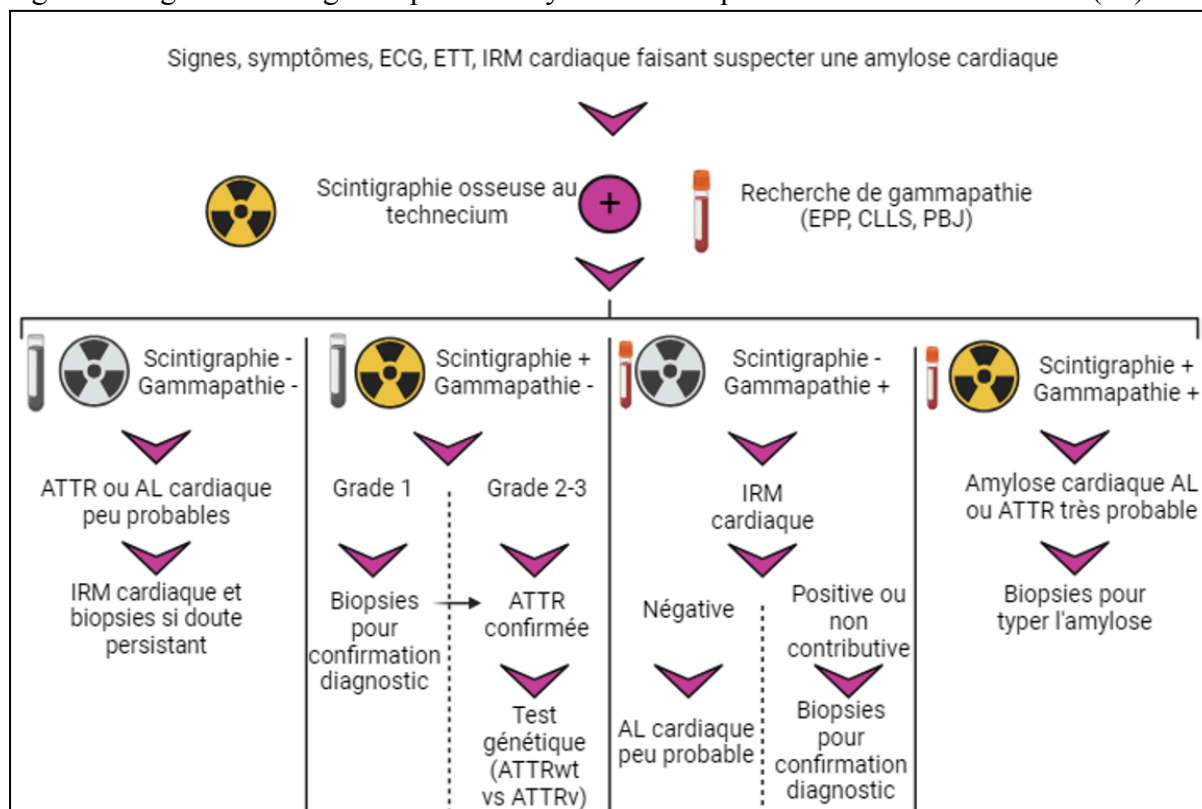 Signes, symptômes, ECG, ETT, IRM cardiaque faisant suspecter une amylose cardiaque
Scintigraphie osseuse au
technecium
+
Recherche de gammapathie
(EPP, CLLS, PBJ)
Scintigraphie -
Gammapathie -
ATTR ou AL cardiaque
peu probables
IRM cardiaque et
biopsies si doute
persistant
Scintigraphie +
Gammapathie -
Grade 1
Biopsies
pour
confirmation
diagnostic
Grade 2-3
ATTR
confirmée
Test
génétique
(ATTRwt
vs ATTRv)
Scintigraphie -
Gammapathie +
IRM
cardiaque
Négative
AL cardiaque
peu probable
Positive ou
non
contributive
Biopsies
pour
confirmation
diagnostic
Scintigraphie +
Gammapathie +
Amylose cardiaque AL
ou ATTR très probable
Biopsies pour
typer l'amylose